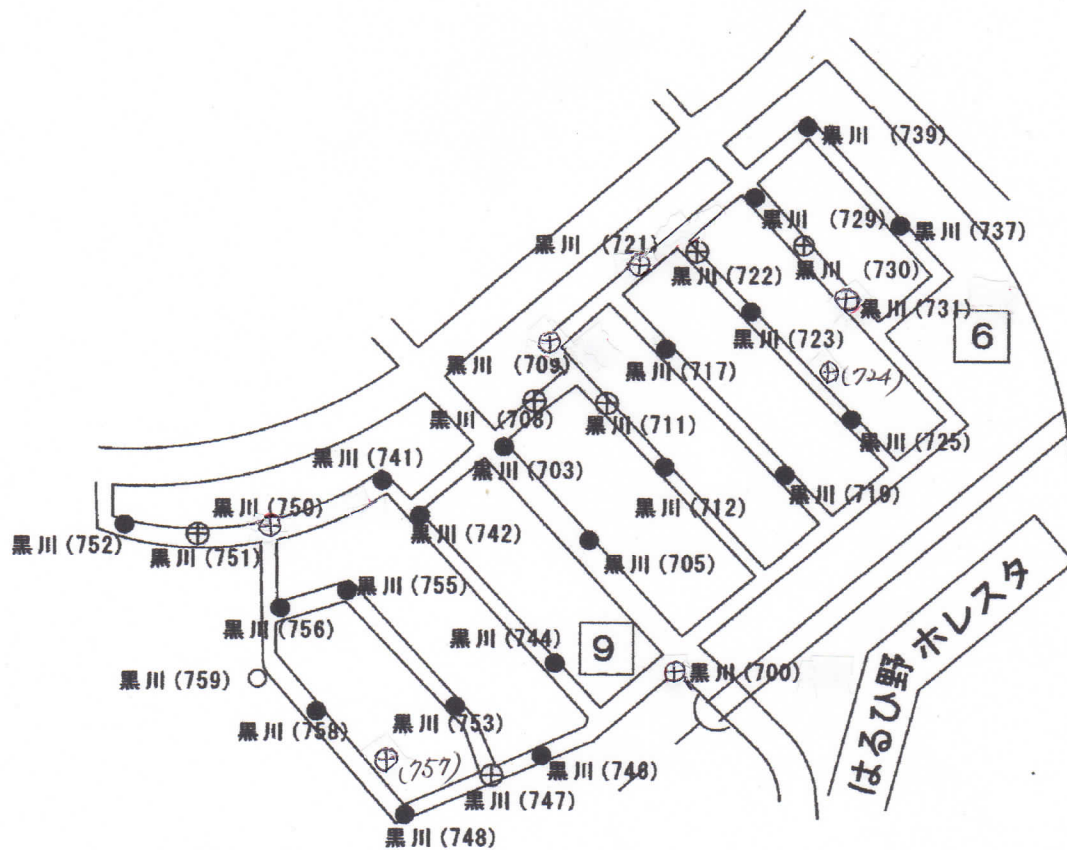 黒川 (739)
黒川 (729)
黒川 (737)
黒川 (721)
黒川 (722)
黒川 (730)
黒川 (731)
黒川 (723)
6
黒川 (709)
黒川 (717)
(724)
黒川 (708)
黒川 (711)
黒川 (725)
黒川 (703)
黒川 (741)
黒川 (712)
黒川 (719)
黒川 (750)
黒川 (742)
黒川 (752)
黒川 (751)
黒川 (705)
黒川 (755)
黒川 (756)
黒川 (744)
9
はるひ野 ホレスタ
黒川 (700)
黒川 (759)
黒川 (753)
黒川 (758)
(757)
黒川 (746)
黒川 (747)
黒川 (748)